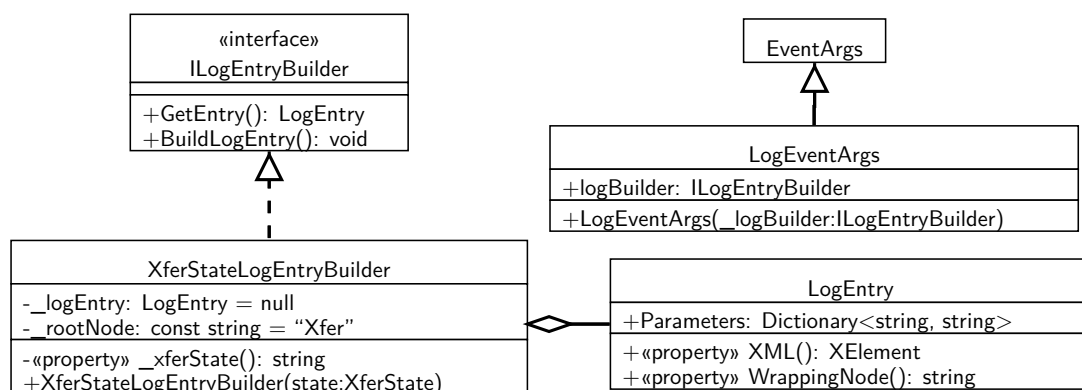 «interface»
ILogEntryBuilder
+GetEntry(): LogEntry
+BuildLogEntry(): void
EventArgs
LogEventArgs
+logBuilder: ILogEntryBuilder
+LogEventArgs(_logBuilder:ILogEntryBuilder)
XferStateLogEntryBuilder
-_logEntry: LogEntry = null
-_rootNode: const string = “Xfer”
-«property» _xferState(): string
+XferStateLogEntryBuilder(state:XferState)
LogEntry
+Parameters: Dictionary<string, string>
+«property» XML(): XElement
+«property» WrappingNode(): string